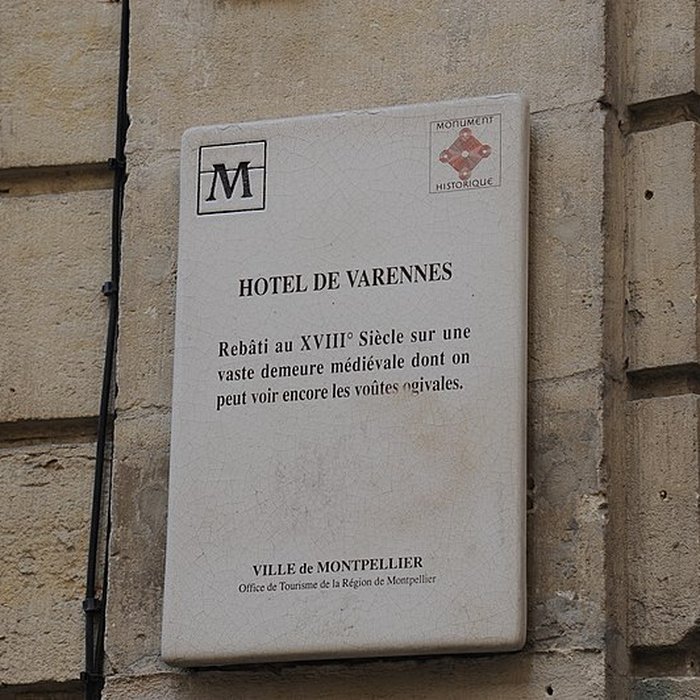 M
MONUMENT
HISTORIQUE
HOTEL DE VARENNES
Rebâti au XVIII° Siècle sur une
vaste demeure médiévale dont on
peut voir encore les voûtes ogivales.
VILLE de MONTPELLIER
Office de Tourisme de la Région de Montpellier